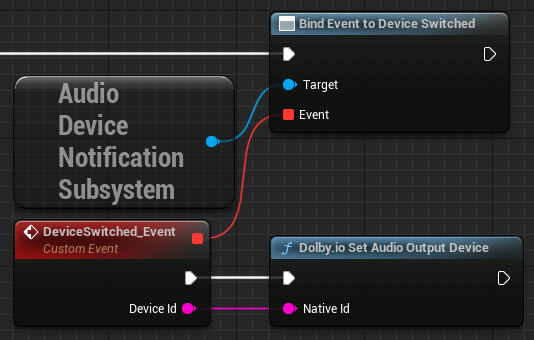 Bind Event to Device Switched
Target
Event
Audio
Device
Notification
Subsystem
DeviceSwitched_Event
Custom Event
Device Id
Dolby.io Set Audio Output Device
Native Id